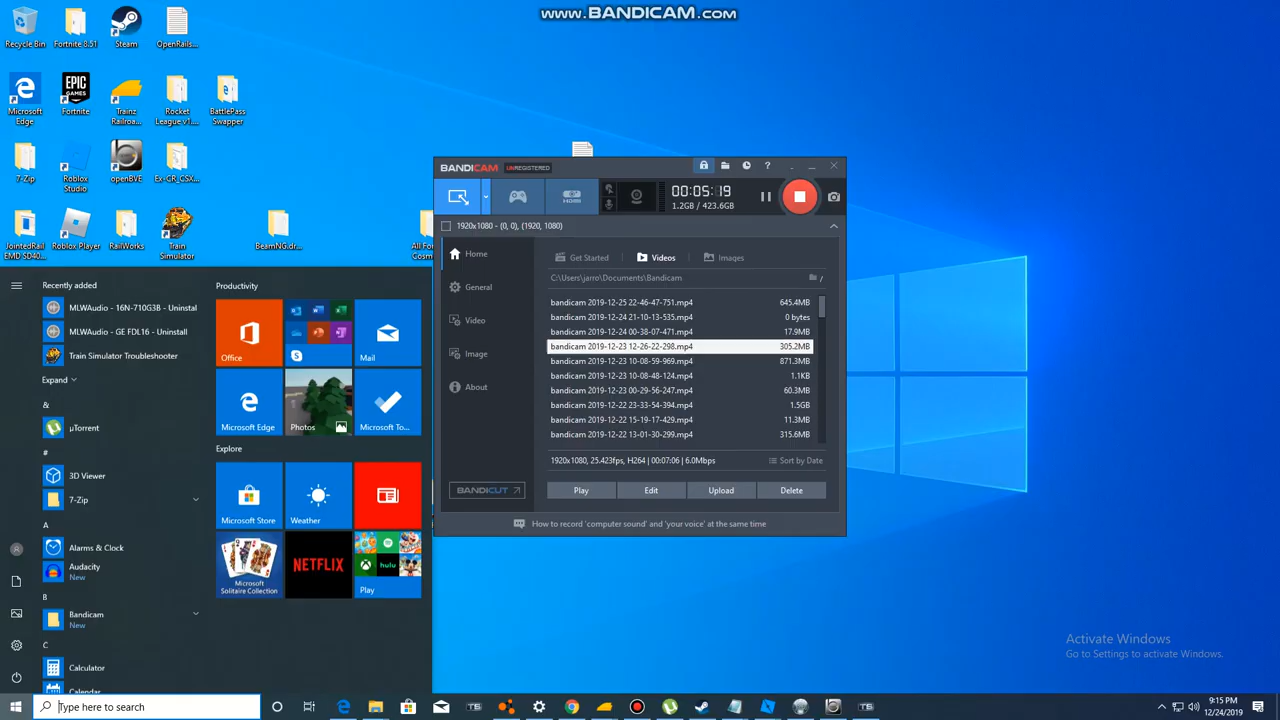 www.BANDICAM.com
Recycle Bin
Fortnite 8.51
Steam
OpenRails...
Microsoft
Edge
Fortnite
EPIC
GAMES
Trainz
Railroa...
Rocket
League v1....
BattlePass
Swapper
7-Zip
Roblox
Studio
openBVE
Ex-CR_CSX...
JointedRail
EMD SD40...
Roblox Player
RailWorks
Train
Simulator
BeamNG.dr...
All For
Cosm
Recently added
MLWAudio - 16N-710G3B - Uninstal
MLWAudio - GE FDL16 - Uninstall
Train Simulator Troubleshooter
Expand
&
µTorrent
#
3D Viewer
7-Zip
A
Alarms & Clock
Audacity
New
B
Bandicam
New
C
Calculator
Calendar
Productivity
Office
Mail
Microsoft Edge
Photos
Microsoft To...
Explore
Microsoft Store
Weather
Microsoft
Solitaire Collection
NETFLIX
hulu
Play
Type here to search
BANDICAM UNREGISTERED
00:05:19
1.2GB / 423.6GB
1920x1080 - (0, 0), (1920, 1080)
Home
General
Video
Image
About
BANDICUT
Get Started
Videos
Images
C:\Users\jarro\Documents\Bandicam
bandicam 2019-12-25 22-46-47-751.mp4 645.4MB
bandicam 2019-12-24 21-10-13-535.mp4 0 bytes
bandicam 2019-12-24 00-38-07-471.mp4 17.9MB
bandicam 2019-12-23 12-26-22-298.mp4 305.2MB
bandicam 2019-12-23 10-08-59-969.mp4 871.3MB
bandicam 2019-12-23 10-08-48-124.mp4 1.1KB
bandicam 2019-12-23 00-29-56-247.mp4 60.3MB
bandicam 2019-12-22 23-33-54-394.mp4 1.5GB
bandicam 2019-12-22 15-19-17-429.mp4 11.3MB
bandicam 2019-12-22 13-01-30-299.mp4 315.6MB
1920x1080, 25.423fps, H264 | 00:07:06 | 6.0Mbps
Sort by Date
Play
Edit
Upload
Delete
How to record 'computer sound' and 'your voice' at the same time
Activate Windows
Go to Settings to activate Windows.
9:15 PM
12/24/2019